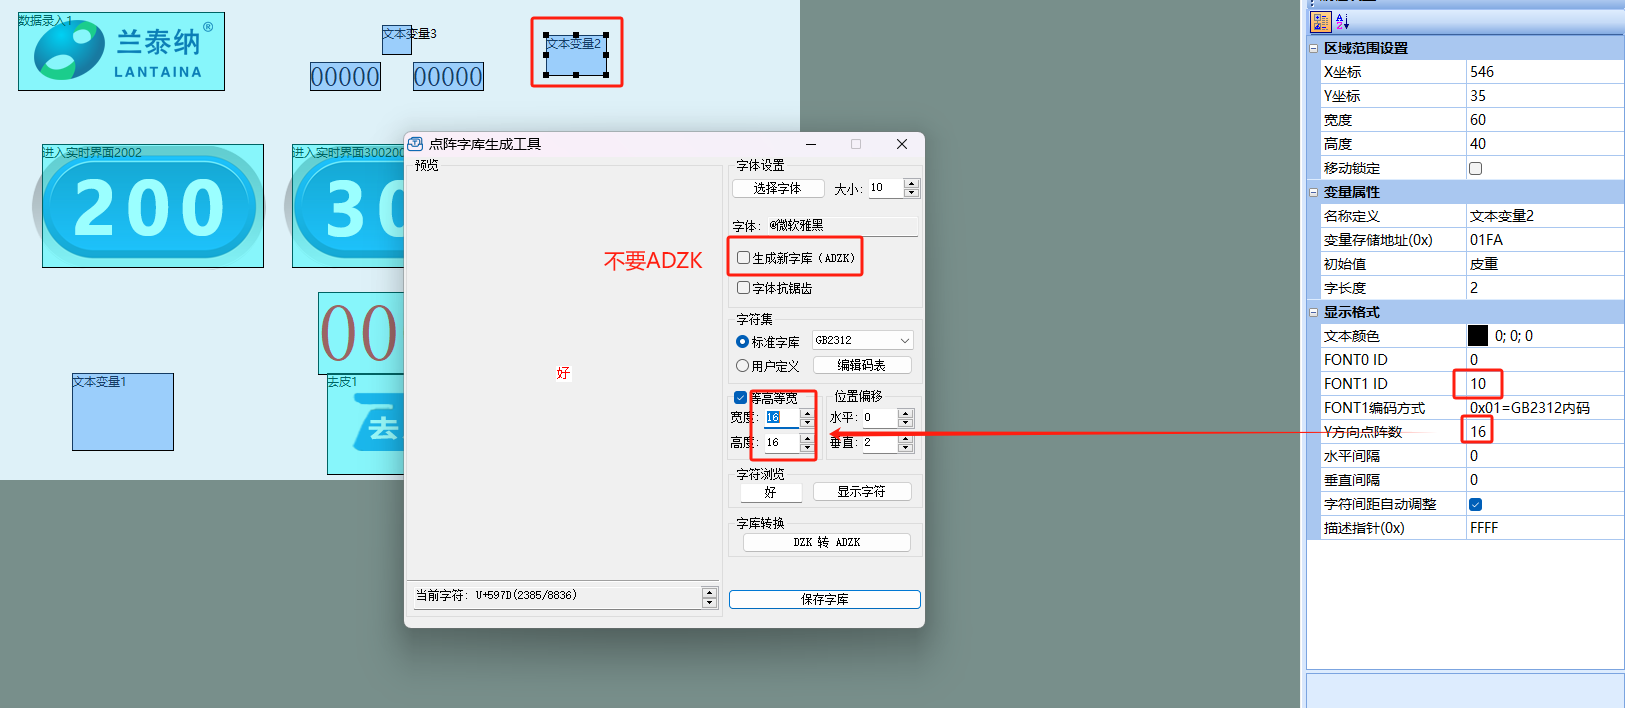 数据录入1
兰泰纳®
LANTAINA
文本变量3
00000
00000
文本变量2
进入实时界面2002
200
进入实时界面300200
30
00
文本变量1
去皮1
去
点阵字库生成工具
预览
好
当前字符: U+597D(2385/8836)
不要ADZK
字体设置
选择字体
大小: 10
字体: @微软雅黑
生成新字库（ADZK）
字体抗锯齿
字符集
标准字库 GB2312
用户定义 编辑码表
等高等宽
宽度: 16
高度: 16
位置偏移
水平: 0
垂直: 2
字符浏览
好 显示字符
字库转换
DZK 转 ADZK
保存字库
区域范围设置
X坐标 546
Y坐标 35
宽度 60
高度 40
移动锁定
变量属性
名称定义 文本变量2
变量存储地址(0x) 01FA
初始值 皮重
字长度 2
显示格式
文本颜色 0; 0; 0
FONT0 ID 0
FONT1 ID 10
FONT1编码方式 0x01=GB2312内码
Y方向点阵数 16
水平间隔 0
垂直间隔 0
字符间距自动调整
描述指针(0x) FFFF